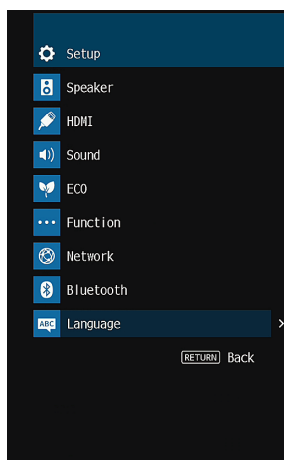 Setup
Speaker
HDMI
Sound
ECO
Function
Network
Bluetooth
ABC Language
RETURN Back